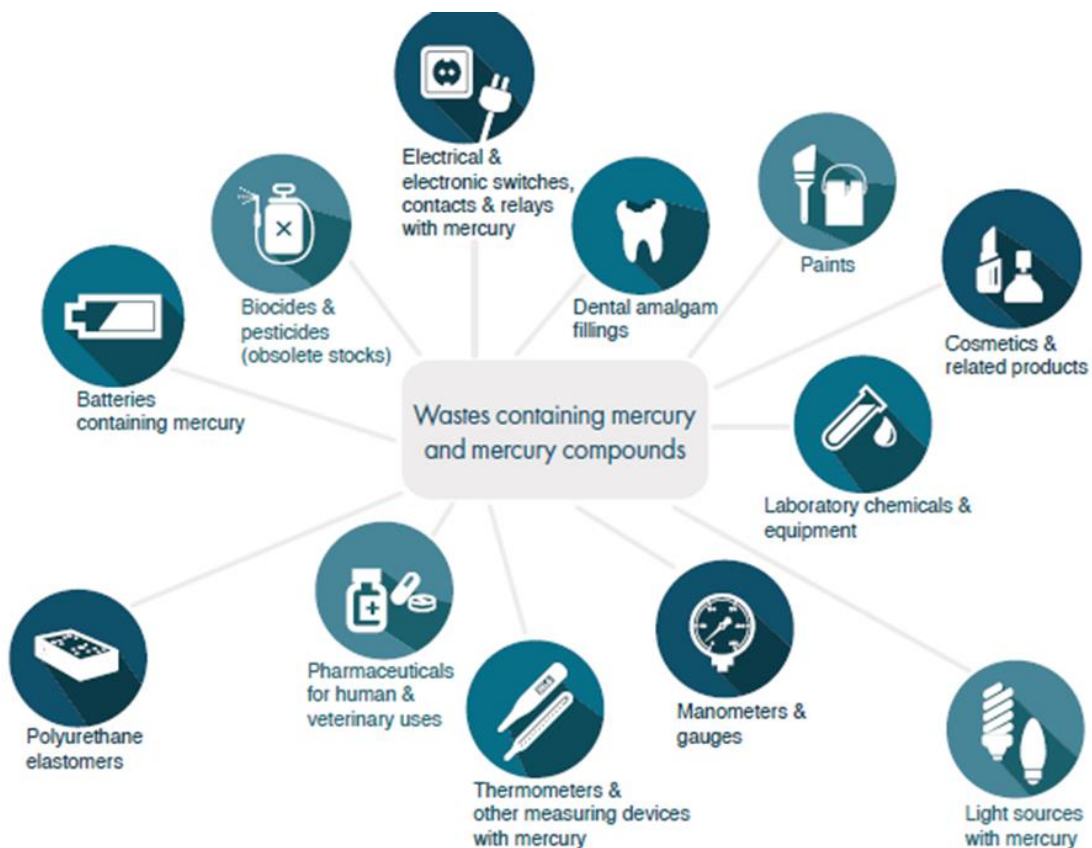 Electrical &
electronic switches,
contacts & relays
with mercury
Biocides &
pesticides
(obsolete stocks)
Dental amalgam
fillings
Paints
Cosmetics &
related products
Batteries
containing mercury
Wastes containing mercury
and mercury compounds
Laboratory chemicals &
equipment
Pharmaceuticals
for human &
veterinary uses
Manometers &
gauges
Polyurethane
elastomers
Thermometers &
other measuring devices
with mercury
Light sources
with mercury